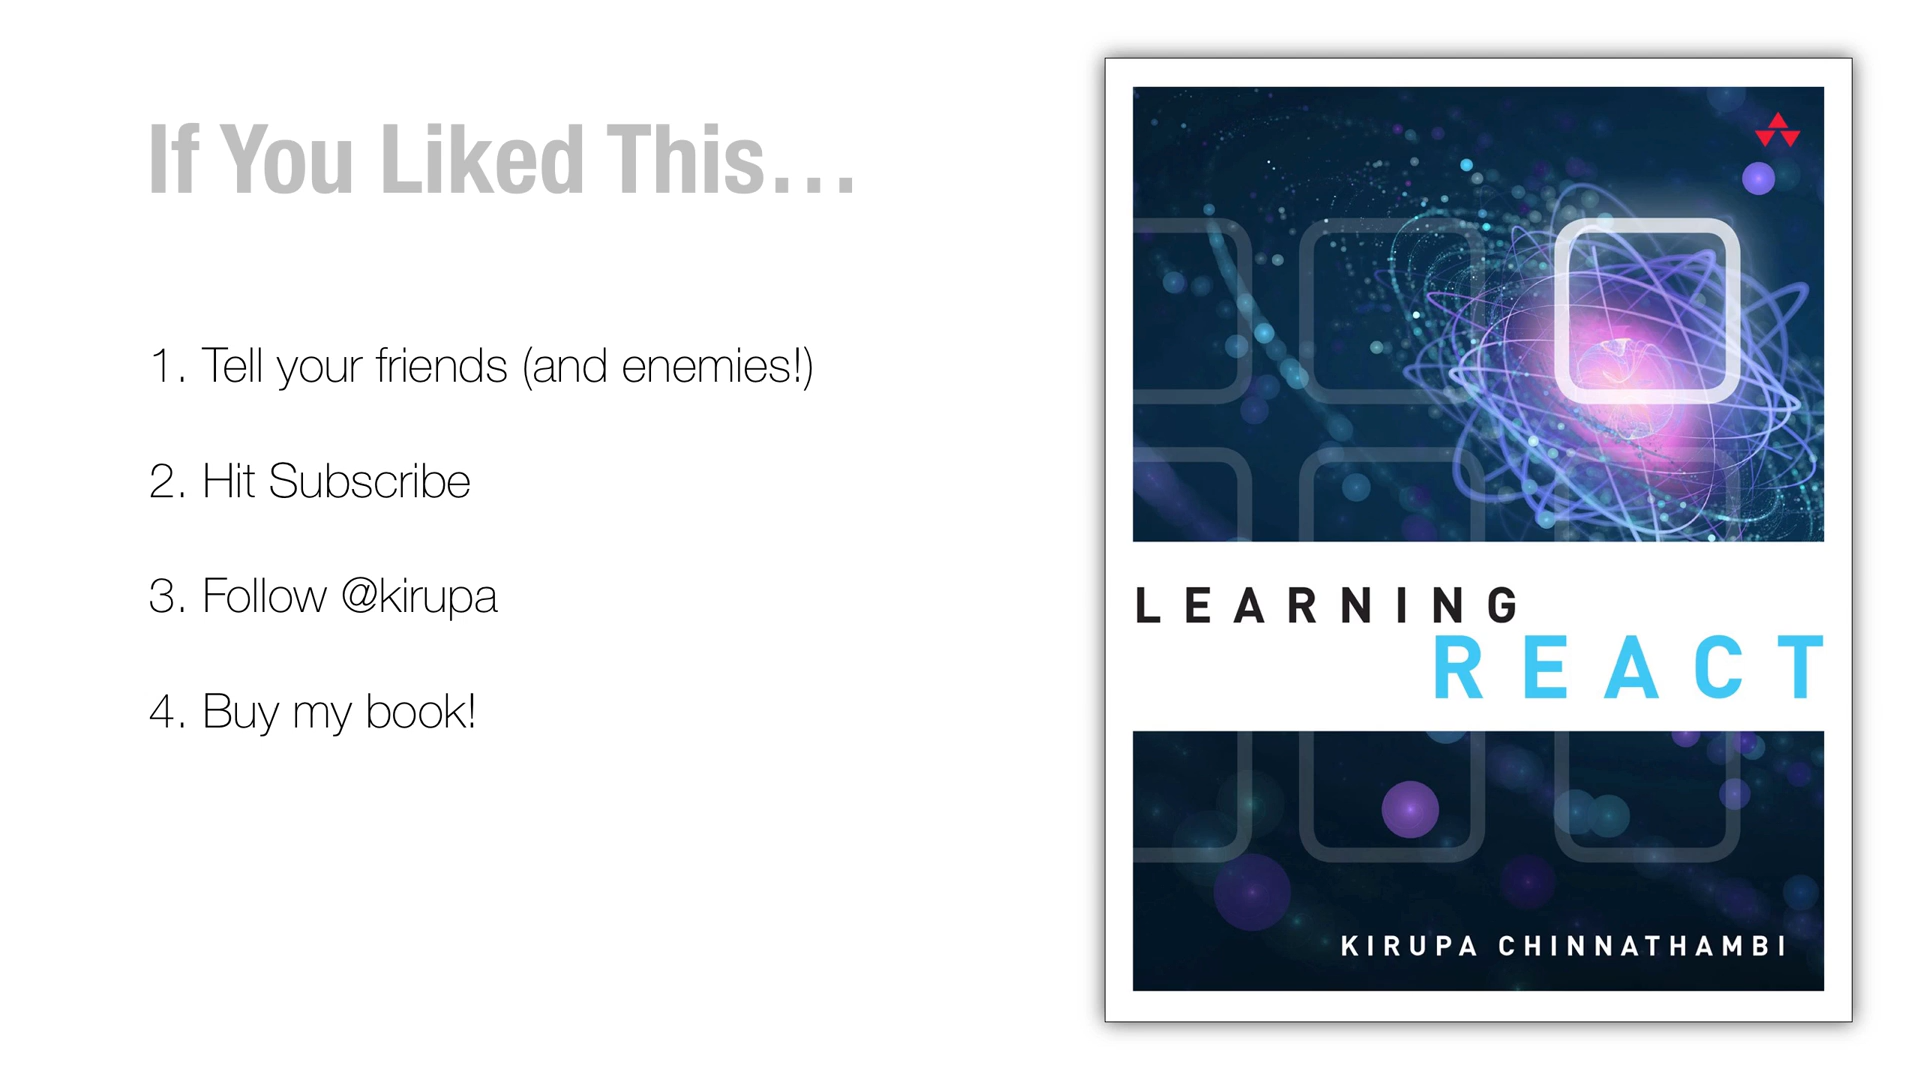 If You Liked This…
1. Tell your friends (and enemies!)
2. Hit Subscribe
3. Follow @kirupa
4. Buy my book!
LEARNING
REACT
KIRUPA CHINNATHAMBI